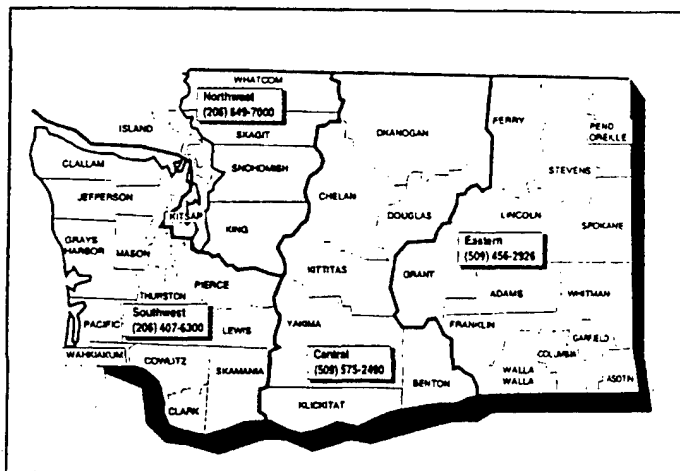 WHATCOM
Northwest
(206) 649-7000
ISLAND
SKAGIT
OKANOGAN
FERRY
PEND
OREILLE
CLALLAM
SNOHOMISH
STEVENS
JEFFERSON
CHELAN
KITSAP
DOUGLAS
LINCOLN
SPOKANE
GRAYS
HARBOR
MASON
KING
Eastern
(509) 456-2926
KITTITAS
GRANT
PIERCE
THURSTON
ADAMS
WHITMAN
Southwest
(206) 407-6300
PACIFIC
LEWIS
YAKIMA
FRANKLIN
GARFIELD
WAHKIAKUM
COWLITZ
Central
(509) 575-2490
COLUMBIA
SKAMANIA
WALLA
WALLA
ASOTIN
BENTON
CLARK
KLICKITAT